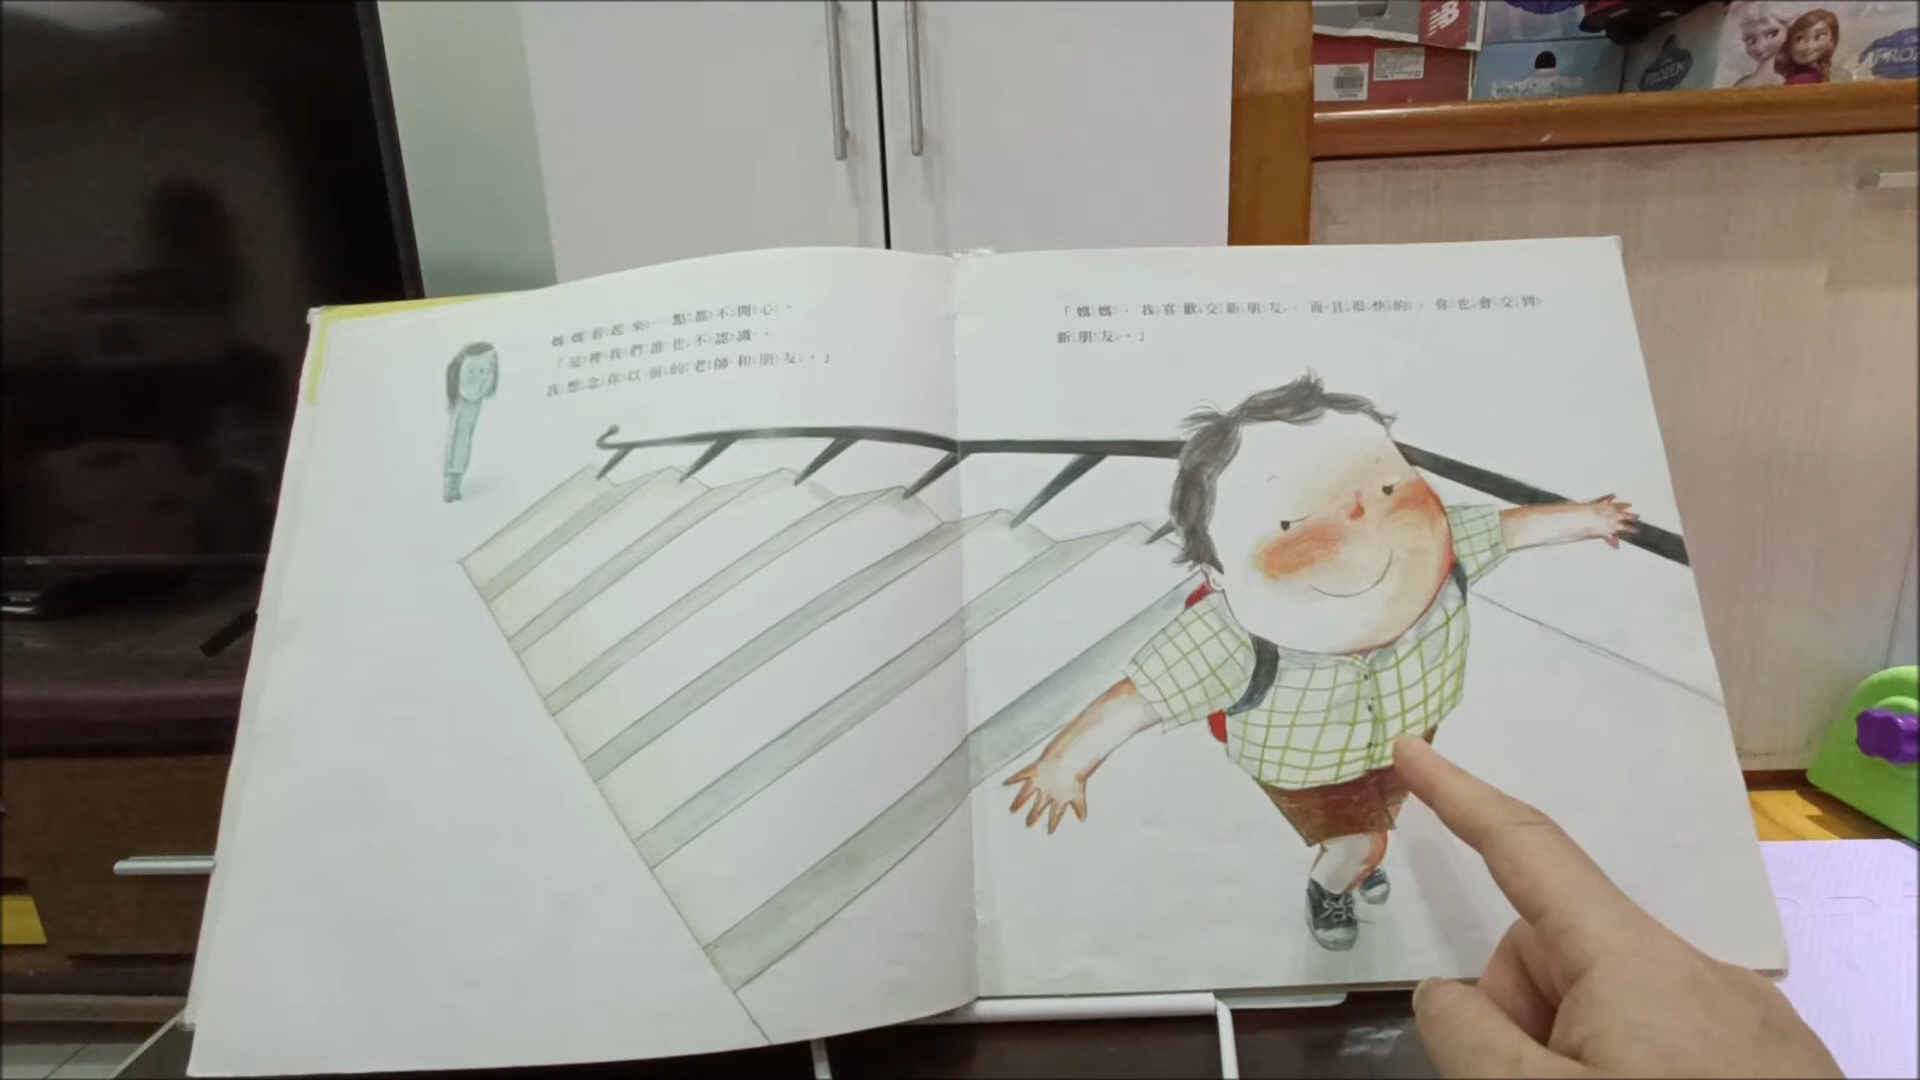 媽媽看起來一點都不開心。
「這裡我們誰也不認識。
我想念你以前的老師和朋友。」
「媽媽，我喜歡交新朋友，而且很快的，你也會交到
新朋友。」
FROZEN